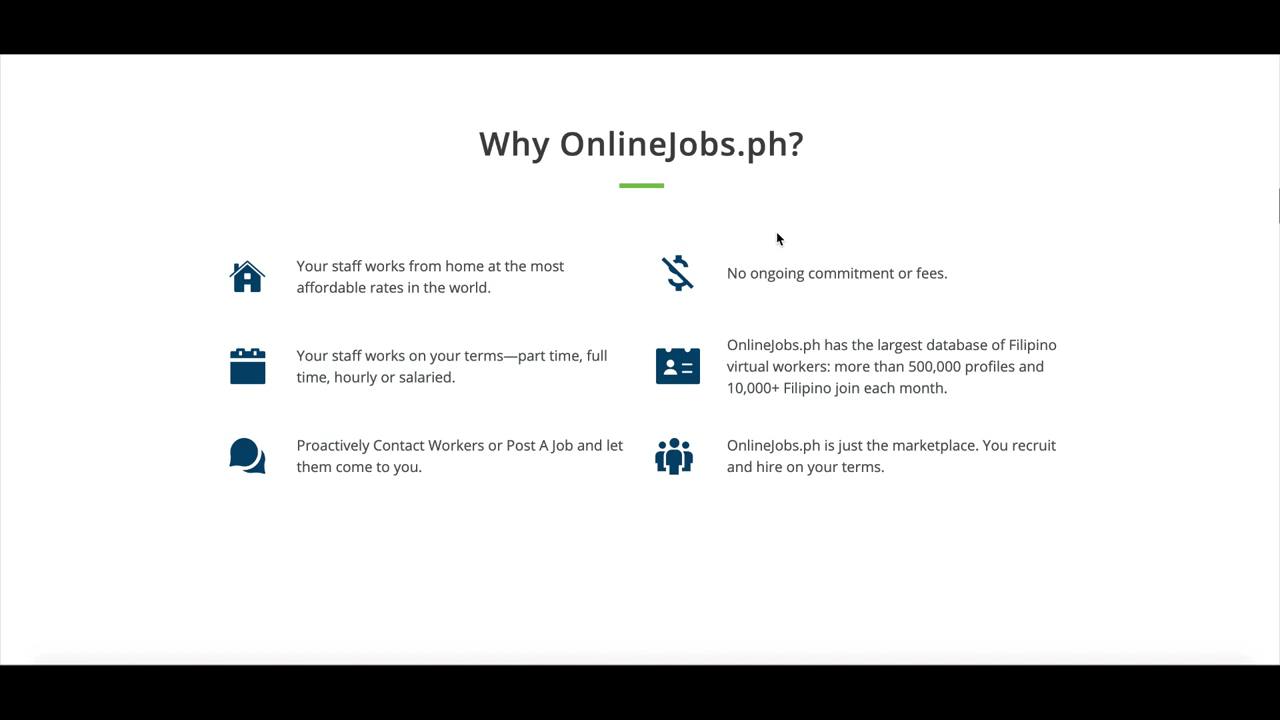 Why OnlineJobs.ph?
Your staff works from home at the most
affordable rates in the world.
No ongoing commitment or fees.
Your staff works on your terms—part time, full
time, hourly or salaried.
OnlineJobs.ph has the largest database of Filipino
virtual workers: more than 500,000 profiles and
10,000+ Filipino join each month.
Proactively Contact Workers or Post A Job and let
them come to you.
OnlineJobs.ph is just the marketplace. You recruit
and hire on your terms.